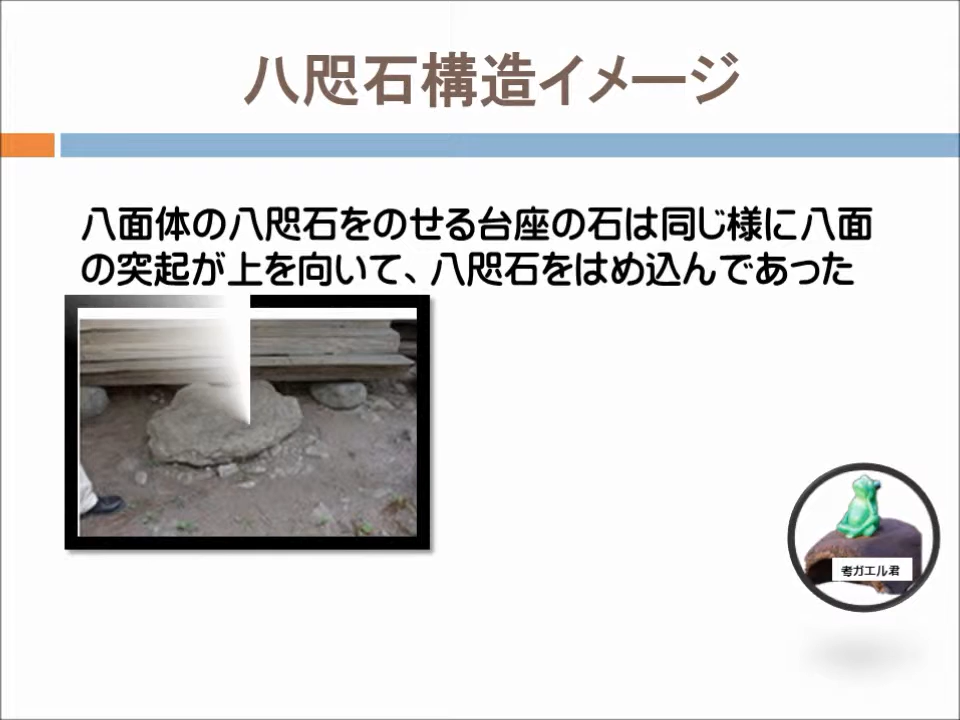 八咫石構造イメージ
八面体の八咫石をのせる台座の石は同じ様に八面
の突起が上を向いて、八咫石をはめ込んであった
考ガエル君